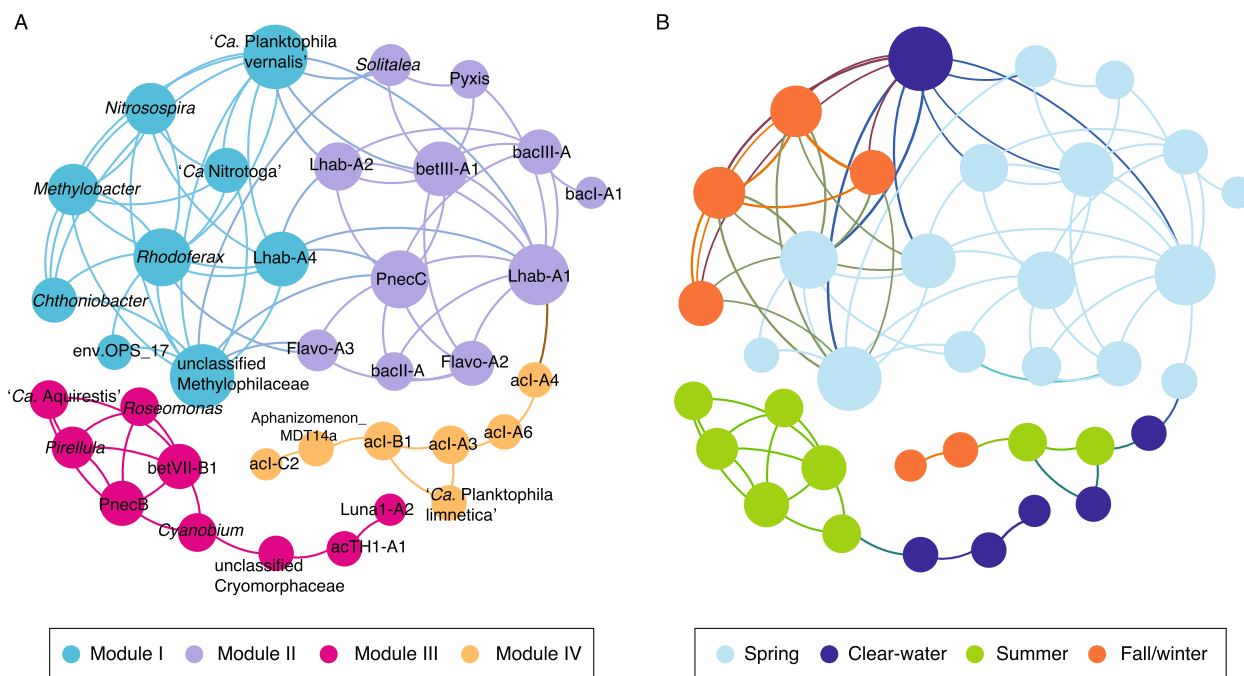 A
B
‘Ca. Planktophila
vernalis’
Solitalea
Pyxis
Nitrosospira
bacIII-A
‘Ca Nitrotoga’
Lhab-A2
betIII-A1
Methylobacter
bacI-A1
Rhodoferax
Lhab-A4
PnecC
Lhab-A1
Chthoniobacter
env.OPS_17
unclassified
Methylophilaceae
Flavo-A3
bacII-A
Flavo-A2
acI-A4
‘Ca. Aquirestis’
Roseomonas
Aphanizomenon_
MDT14a
acI-B1
acI-A3
acI-A6
Pirellula
betVII-B1
acI-C2
‘Ca. Planktophila
limnetica’
PnecB
Luna1-A2
Cyanobium
acTH1-A1
unclassified
Cryomorphaceae
Module I
Module II
Module III
Module IV
Spring
Clear-water
Summer
Fall/winter